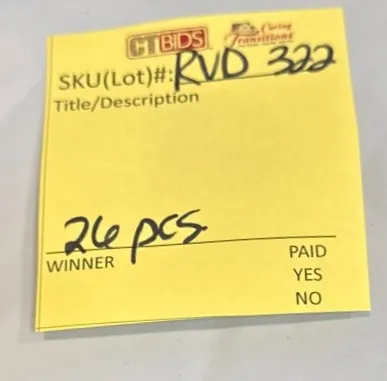 CTBIDS Caring Transitions
SKU(Lot)#: RVD 322
Title/Description
26 pcs.
WINNER PAID
YES
NO